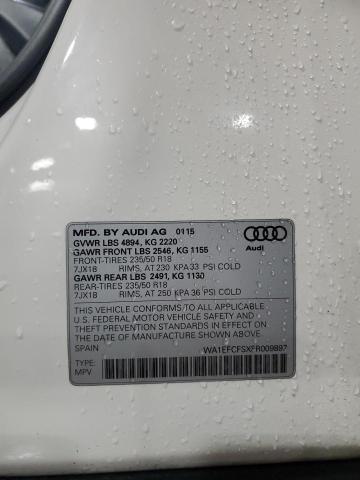 MFD. BY AUDI AG 0115
GVWR LBS 4894, KG 2220
GAWR FRONT LBS 2546, KG 1155
FRONT-TIRES 235/50 R18
7JX18 RIMS, AT 230 KPA 33 PSI COLD
GAWR REAR LBS 2491, KG 1130
REAR-TIRES 235/50 R18
7JX18 RIMS, AT 250 KPA 36 PSI COLD
Audi
THIS VEHICLE CONFORMS TO ALL APPLICABLE
U.S. FEDERAL MOTOR VEHICLE SAFETY AND
THEFT PREVENTION STANDARDS IN EFFECT ON
THE DATE OF MANUFACTURE SHOWN ABOVE.
SPAIN
TYPE: WA1EFCFSXFR009897
MPV